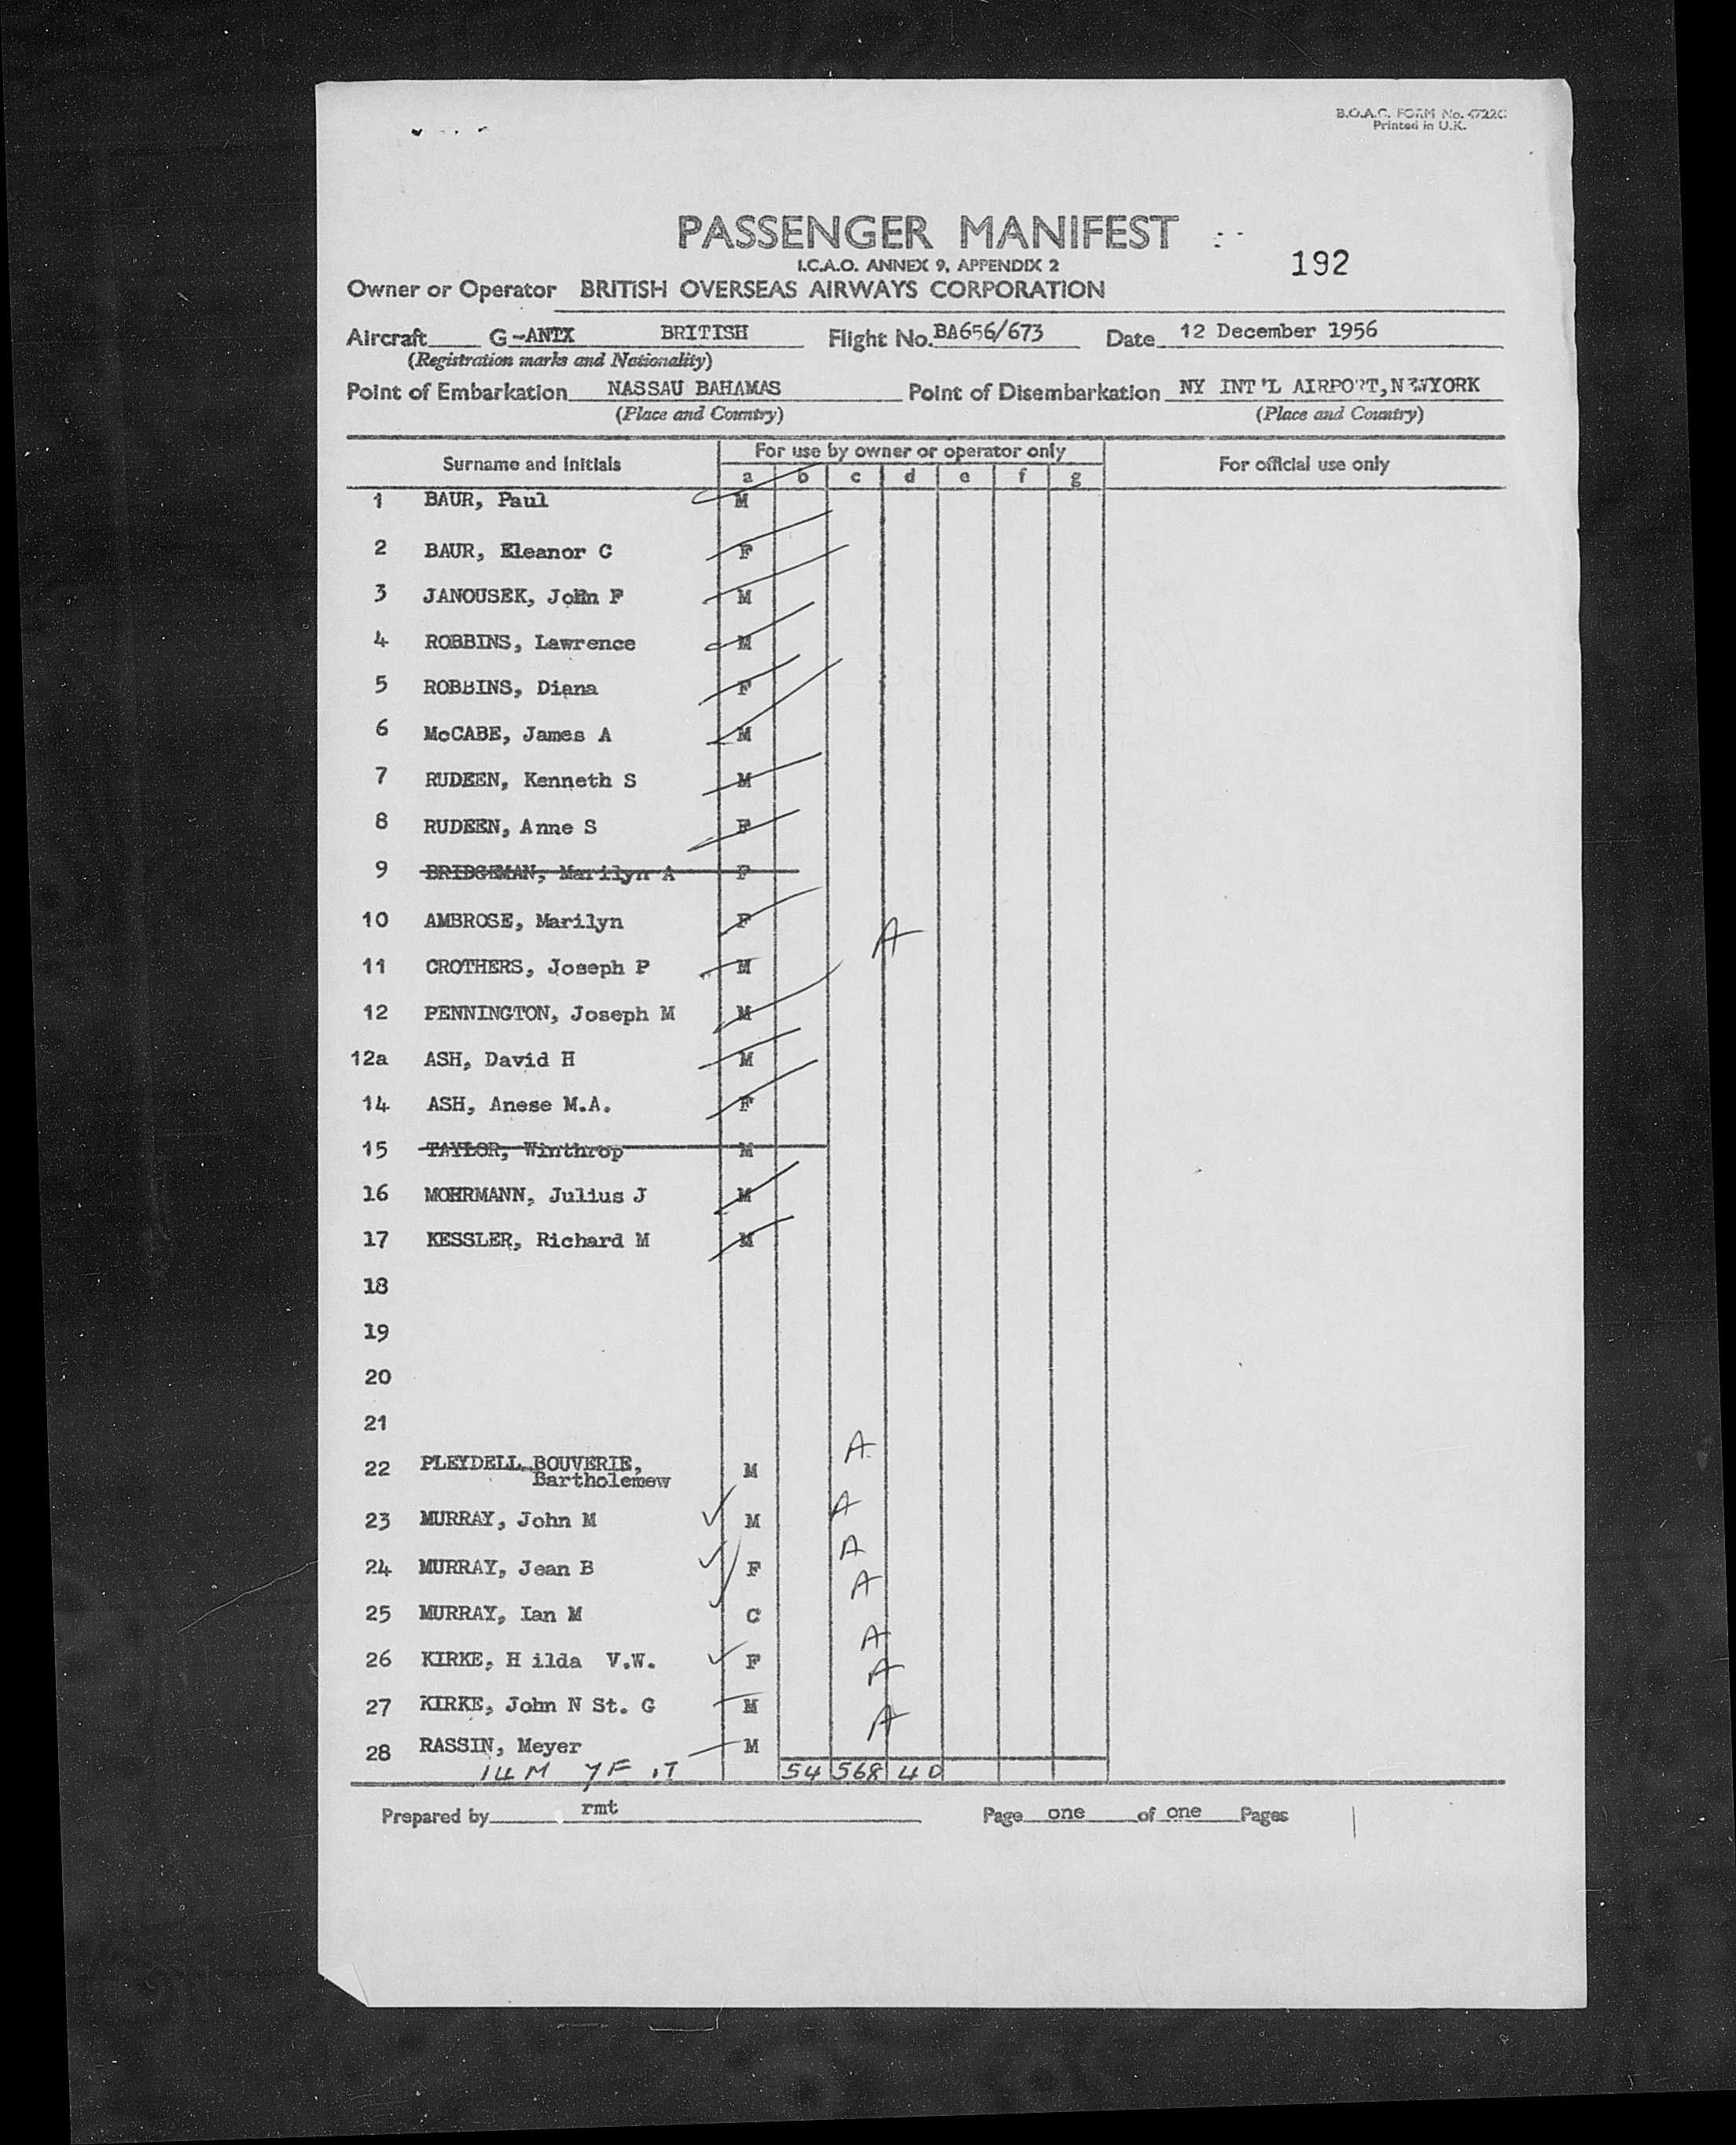 B.O.A.C. FORM No. 4722C
Printed in U.K.
PASSENGER MANIFEST
I.C.A.O. ANNEX 9, APPENDIX 2
192
Owner or Operator BRITISH OVERSEAS AIRWAYS CORPORATION
Aircraft G-ANTX BRITISH Flight No. BA656/673 Date 12 December 1956
(Registration marks and Nationality)
Point of Embarkation NASSAU BAHAMAS Point of Disembarkation NY INT'L AIRPORT, NEWYORK
(Place and Country) (Place and Country)
Surname and Initials For use by owner or operator only For official use only
a b c d e f g
1 BAUR, Paul M
2 BAUR, Eleanor C F
3 JANOUSEK, John F M
4 ROBBINS, Lawrence M
5 ROBBINS, Diana F
6 McCABE, James A M
7 RUDEEN, Kenneth S M
8 RUDEEN, Anne S F
9 BRIDGEMAN, Marilyn A F
10 AMBROSE, Marilyn F A
11 CROTHERS, Joseph P M
12 PENNINGTON, Joseph M M
12a ASH, David H M
14 ASH, Anese M.A. F
15 TAYLOR, Winthrop M
16 MOHRMANN, Julius J M
17 KESSLER, Richard M M
18
19
20
21
22 PLEYDELL BOUVERIE, M A
Bartholemew
23 MURRAY, John M M A
24 MURRAY, Jean B F A
25 MURRAY, Ian M C A
26 KIRKE, H ilda V.W. F A
27 KIRKE, John N St. G M A
28 RASSIN, Meyer M A
14M 7F 54 568 40
Prepared by rmt Page one of one Pages